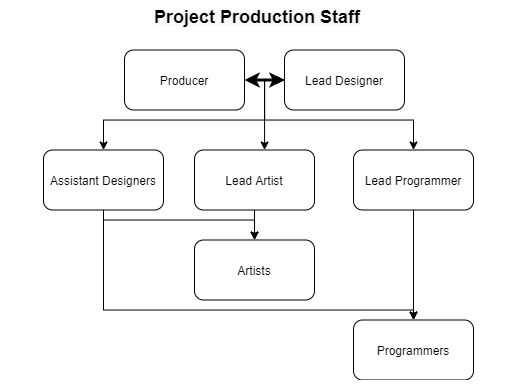 Project Production Staff
Producer
Lead Designer
Assistant Designers
Lead Artist
Lead Programmer
Artists
Programmers